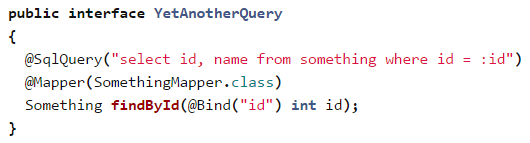 public interface YetAnotherQuery
{
  @SqlQuery("select id, name from something where id = :id")
  @Mapper(SomethingMapper.class)
  Something findById(@Bind("id") int id);
}